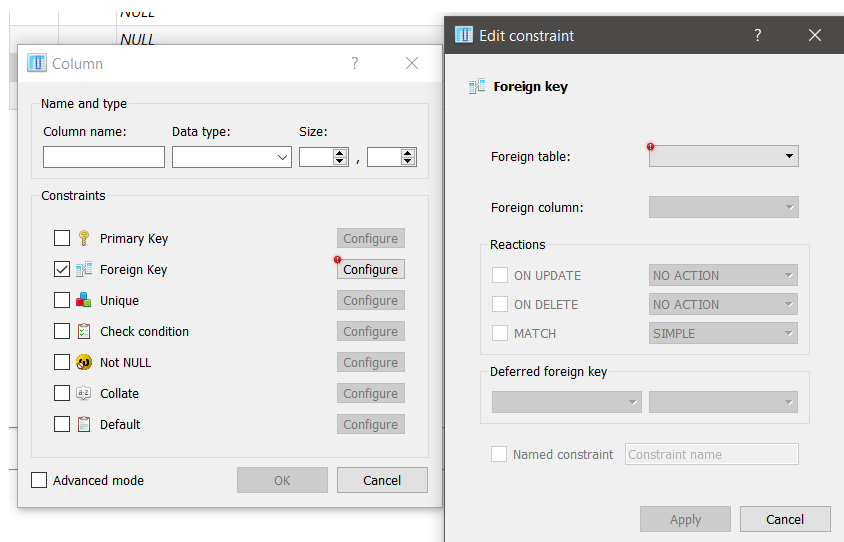 NULL
NULL
Column
?
Name and type
Column name:
Data type:
Size:
,
Constraints
Primary Key
Configure
Foreign Key
Configure
Unique
Configure
Check condition
Configure
Not NULL
Configure
Collate
Configure
Default
Configure
Advanced mode
OK
Cancel
Edit constraint
?
Foreign key
Foreign table:
Foreign column:
Reactions
ON UPDATE
NO ACTION
ON DELETE
NO ACTION
MATCH
SIMPLE
Deferred foreign key
Named constraint
Constraint name
Apply
Cancel